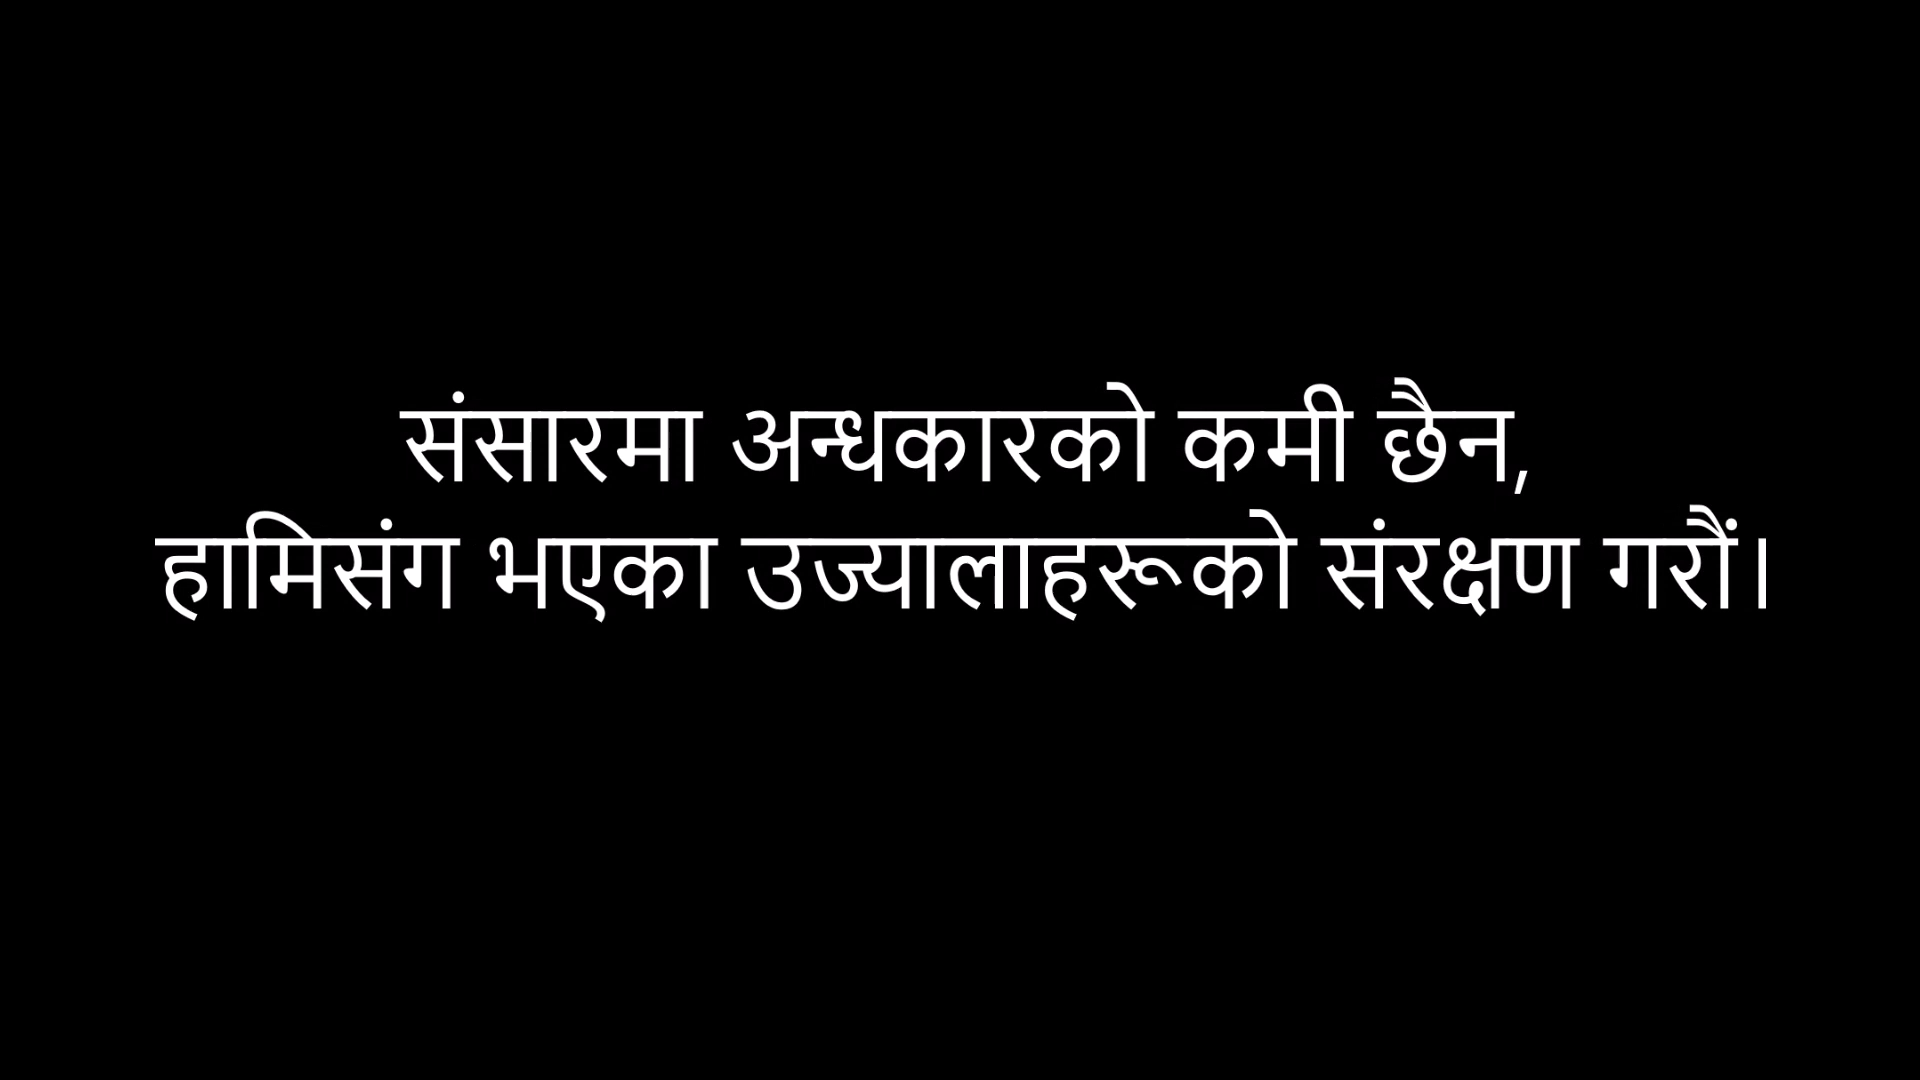 संसारमा अन्धकारको कमी छैन,
हामिसंग भएका उज्यालाहरूको संरक्षण गरौं।